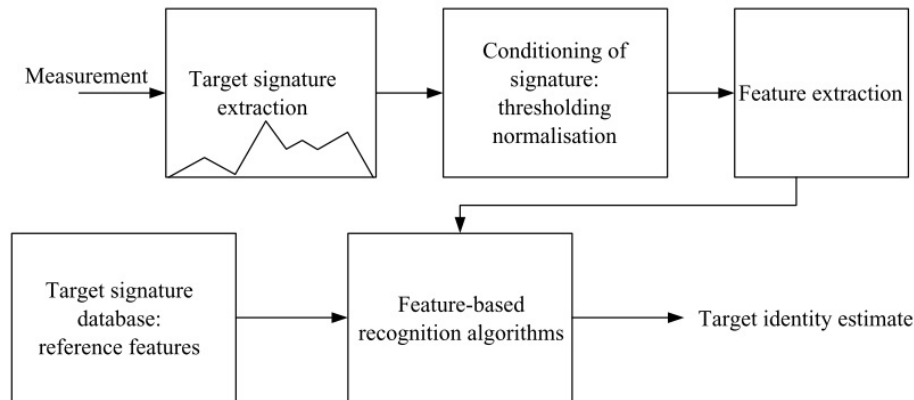 Measurement
Target signature
extraction
Conditioning of
signature:
thresholding
normalisation
Feature extraction
Target signature
database:
reference features
Feature-based
recognition algorithms
Target identity estimate